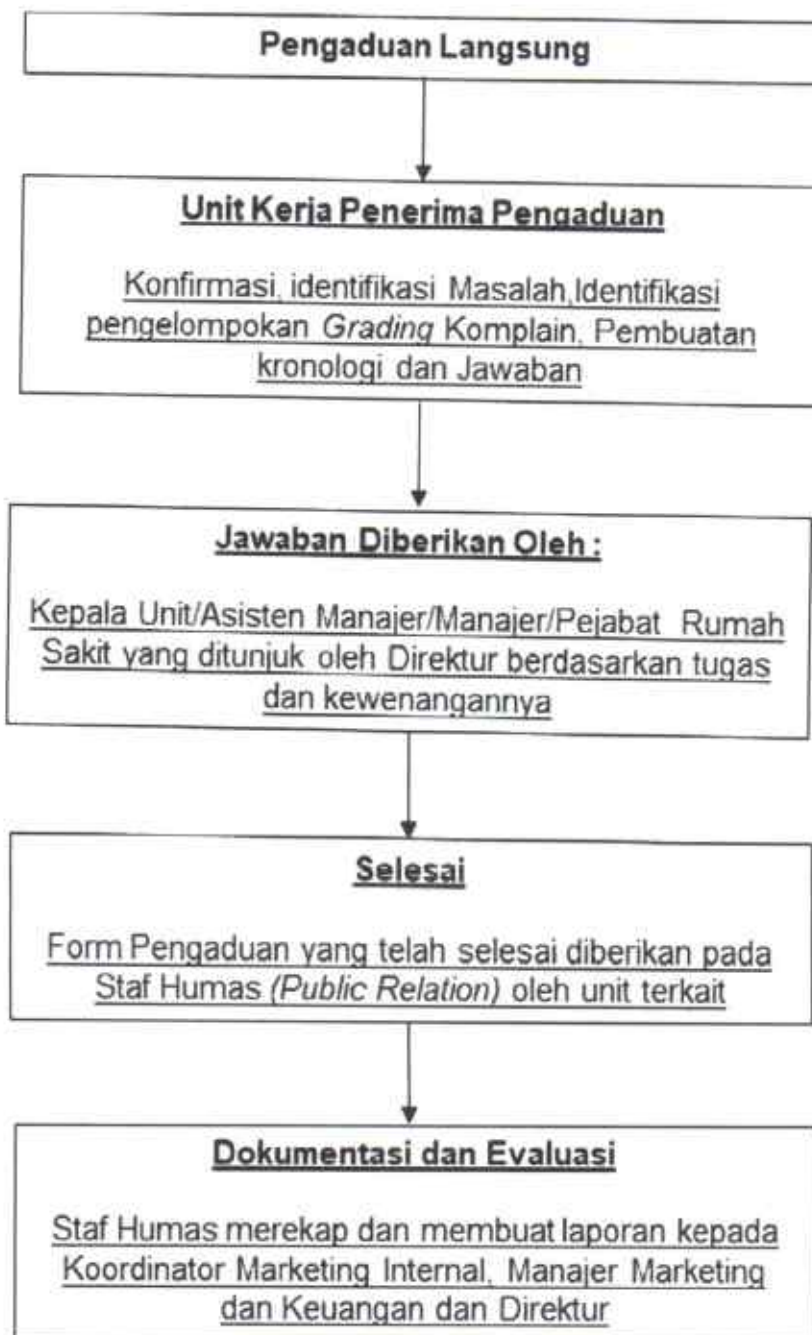 Pengaduan Langsung
Unit Kerja Penerima Pengaduan
Konfirmasi, identifikasi Masalah,Identifikasi
pengelompokan Grading Komplain, Pembuatan
kronologi dan Jawaban
Jawaban Diberikan Oleh :
Kepala Unit/Asisten Manajer/Manajer/Pejabat Rumah
Sakit yang ditunjuk oleh Direktur berdasarkan tugas
dan kewenangannya
Selesai
Form Pengaduan yang telah selesai diberikan pada
Staf Humas (Public Relation) oleh unit terkait
Dokumentasi dan Evaluasi
Staf Humas merekap dan membuat laporan kepada
Koordinator Marketing Internal, Manajer Marketing
dan Keuangan dan Direktur